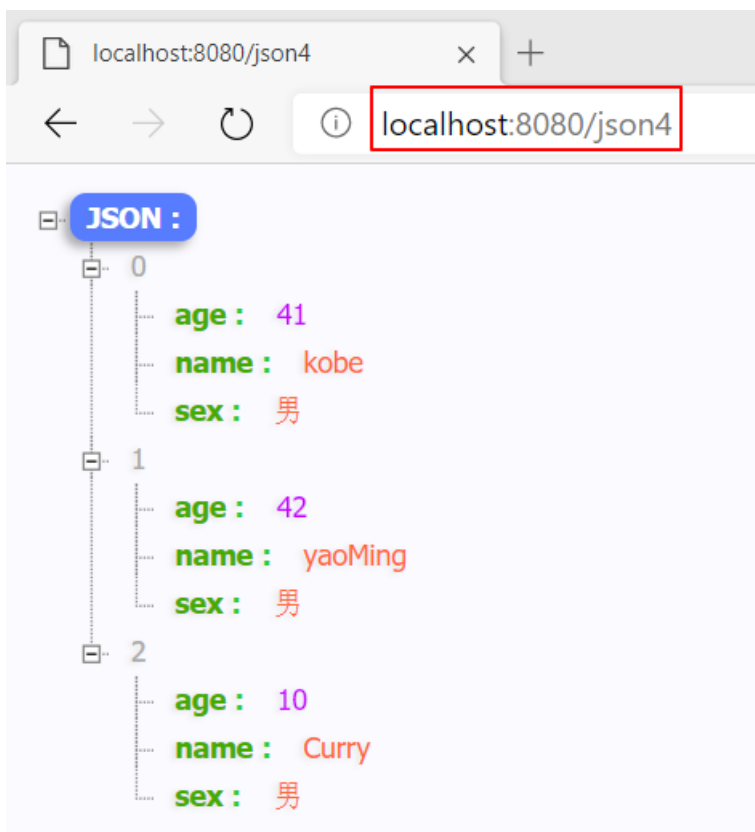 localhost:8080/json4
localhost:8080/json4
JSON :
0
age : 41
name : kobe
sex : 男
1
age : 42
name : yaoMing
sex : 男
2
age : 10
name : Curry
sex : 男